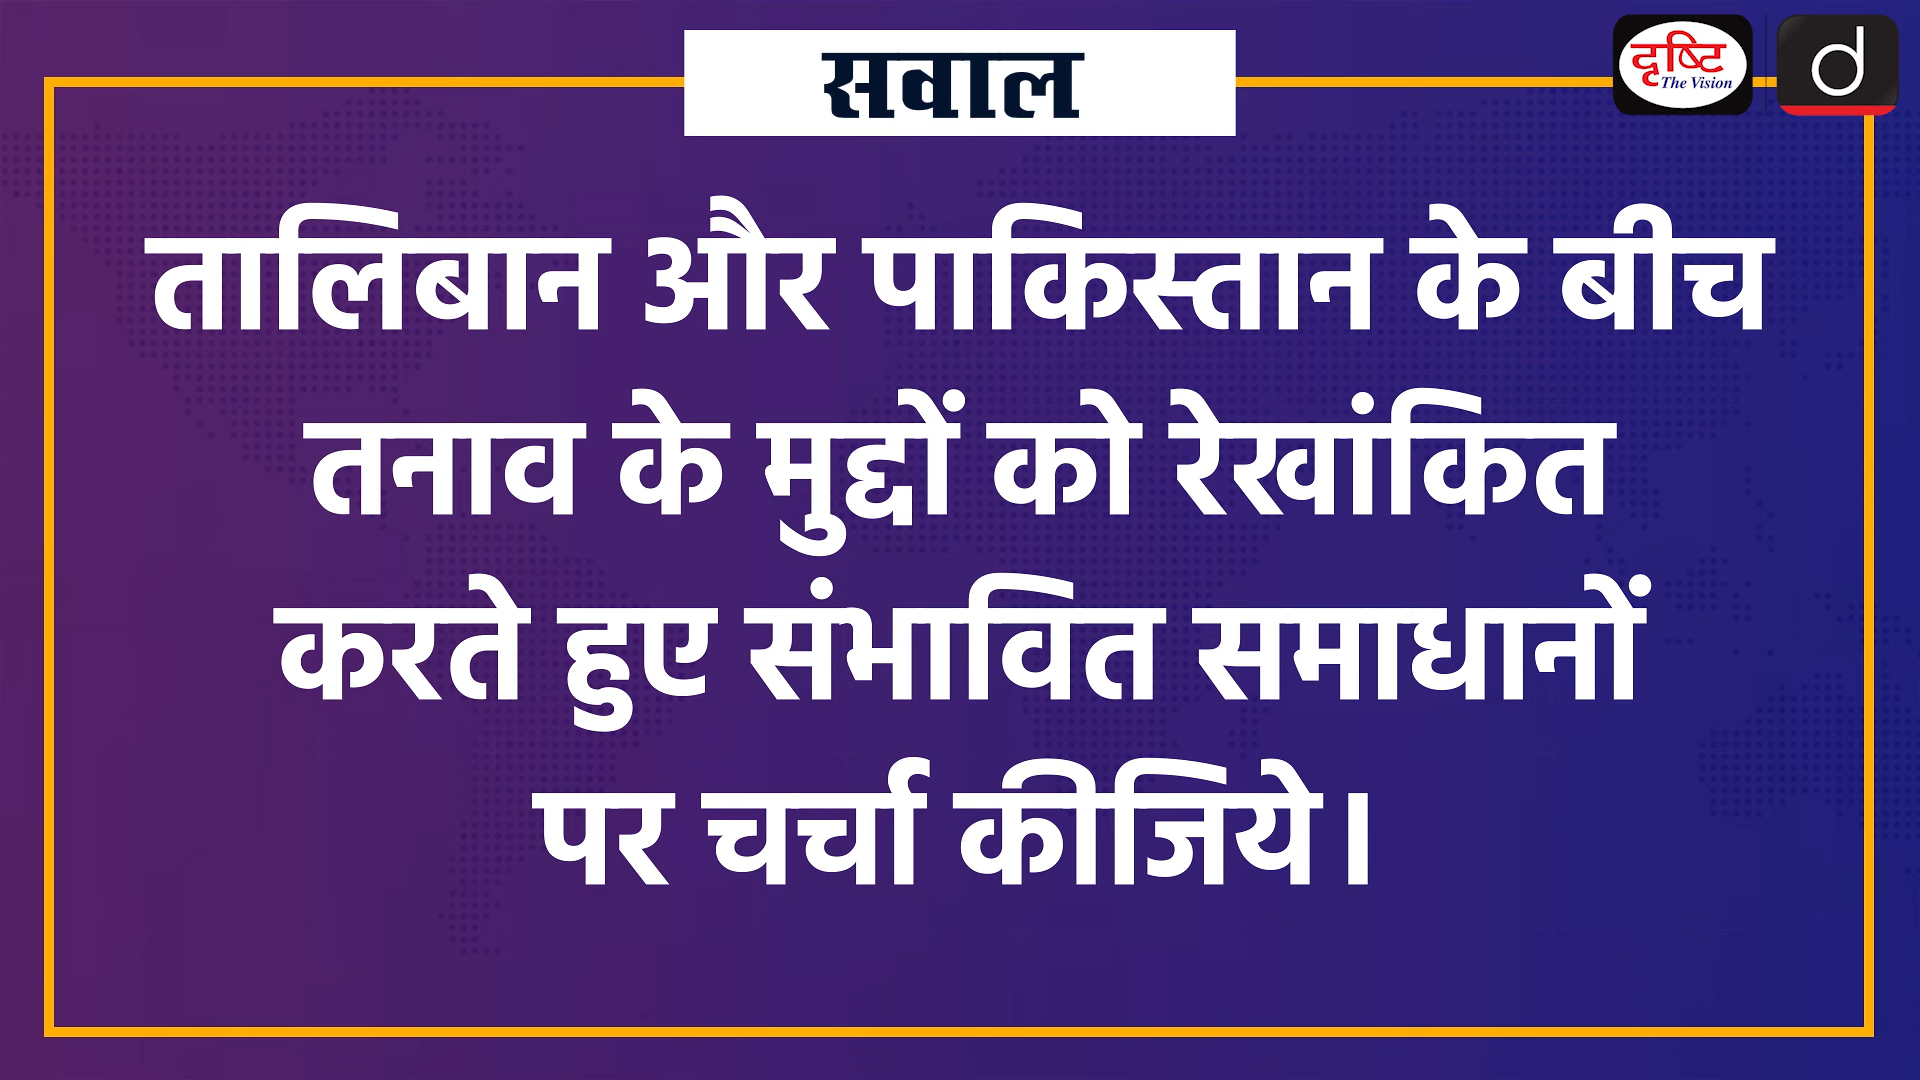 सवाल
दृष्टि
The Vision
d
तालिबान और पाकिस्तान के बीच
तनाव के मुद्दों को रेखांकित
करते हुए संभावित समाधानों
पर चर्चा कीजिये।